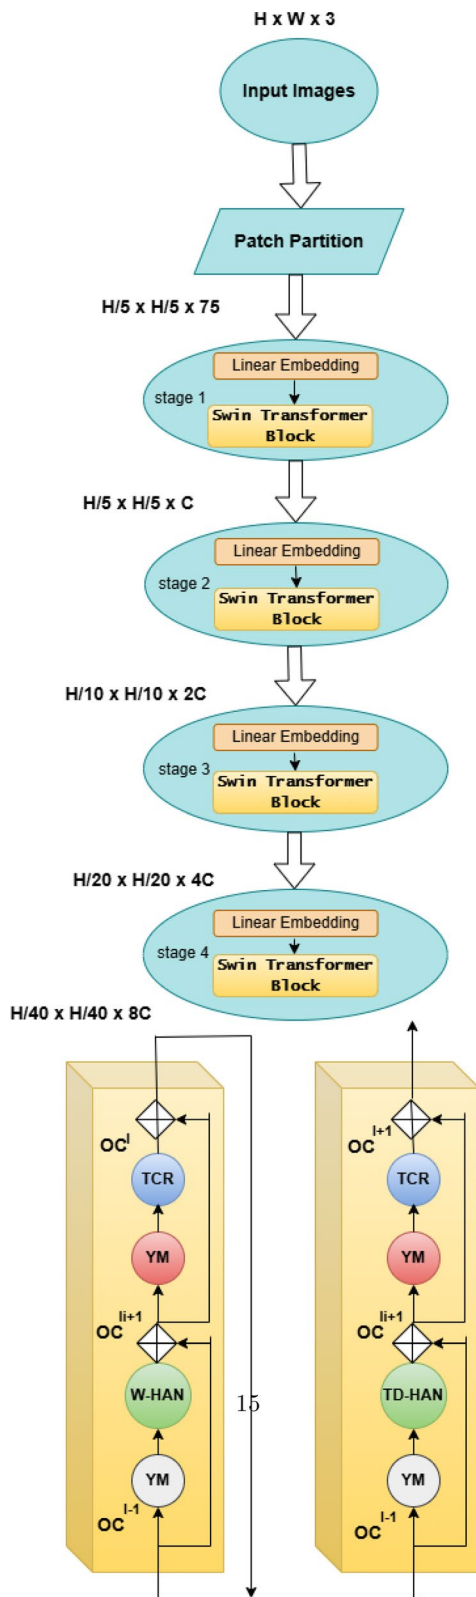 H x W x 3
Input Images
Patch Partition
H/5 x H/5 x 75
Linear Embedding
stage 1
Swin Transformer
Block
H/5 x H/5 x C
Linear Embedding
stage 2
Swin Transformer
Block
H/10 x H/10 x 2C
Linear Embedding
stage 3
Swin Transformer
Block
H/20 x H/20 x 4C
Linear Embedding
stage 4
Swin Transformer
Block
H/40 x H/40 x 8C
OC^l
TCR
YM
OC^li+1
W-HAN
YM
OC^l-1
15
OC^l+1
TCR
YM
OC^li+1
TD-HAN
YM
OC^l-1